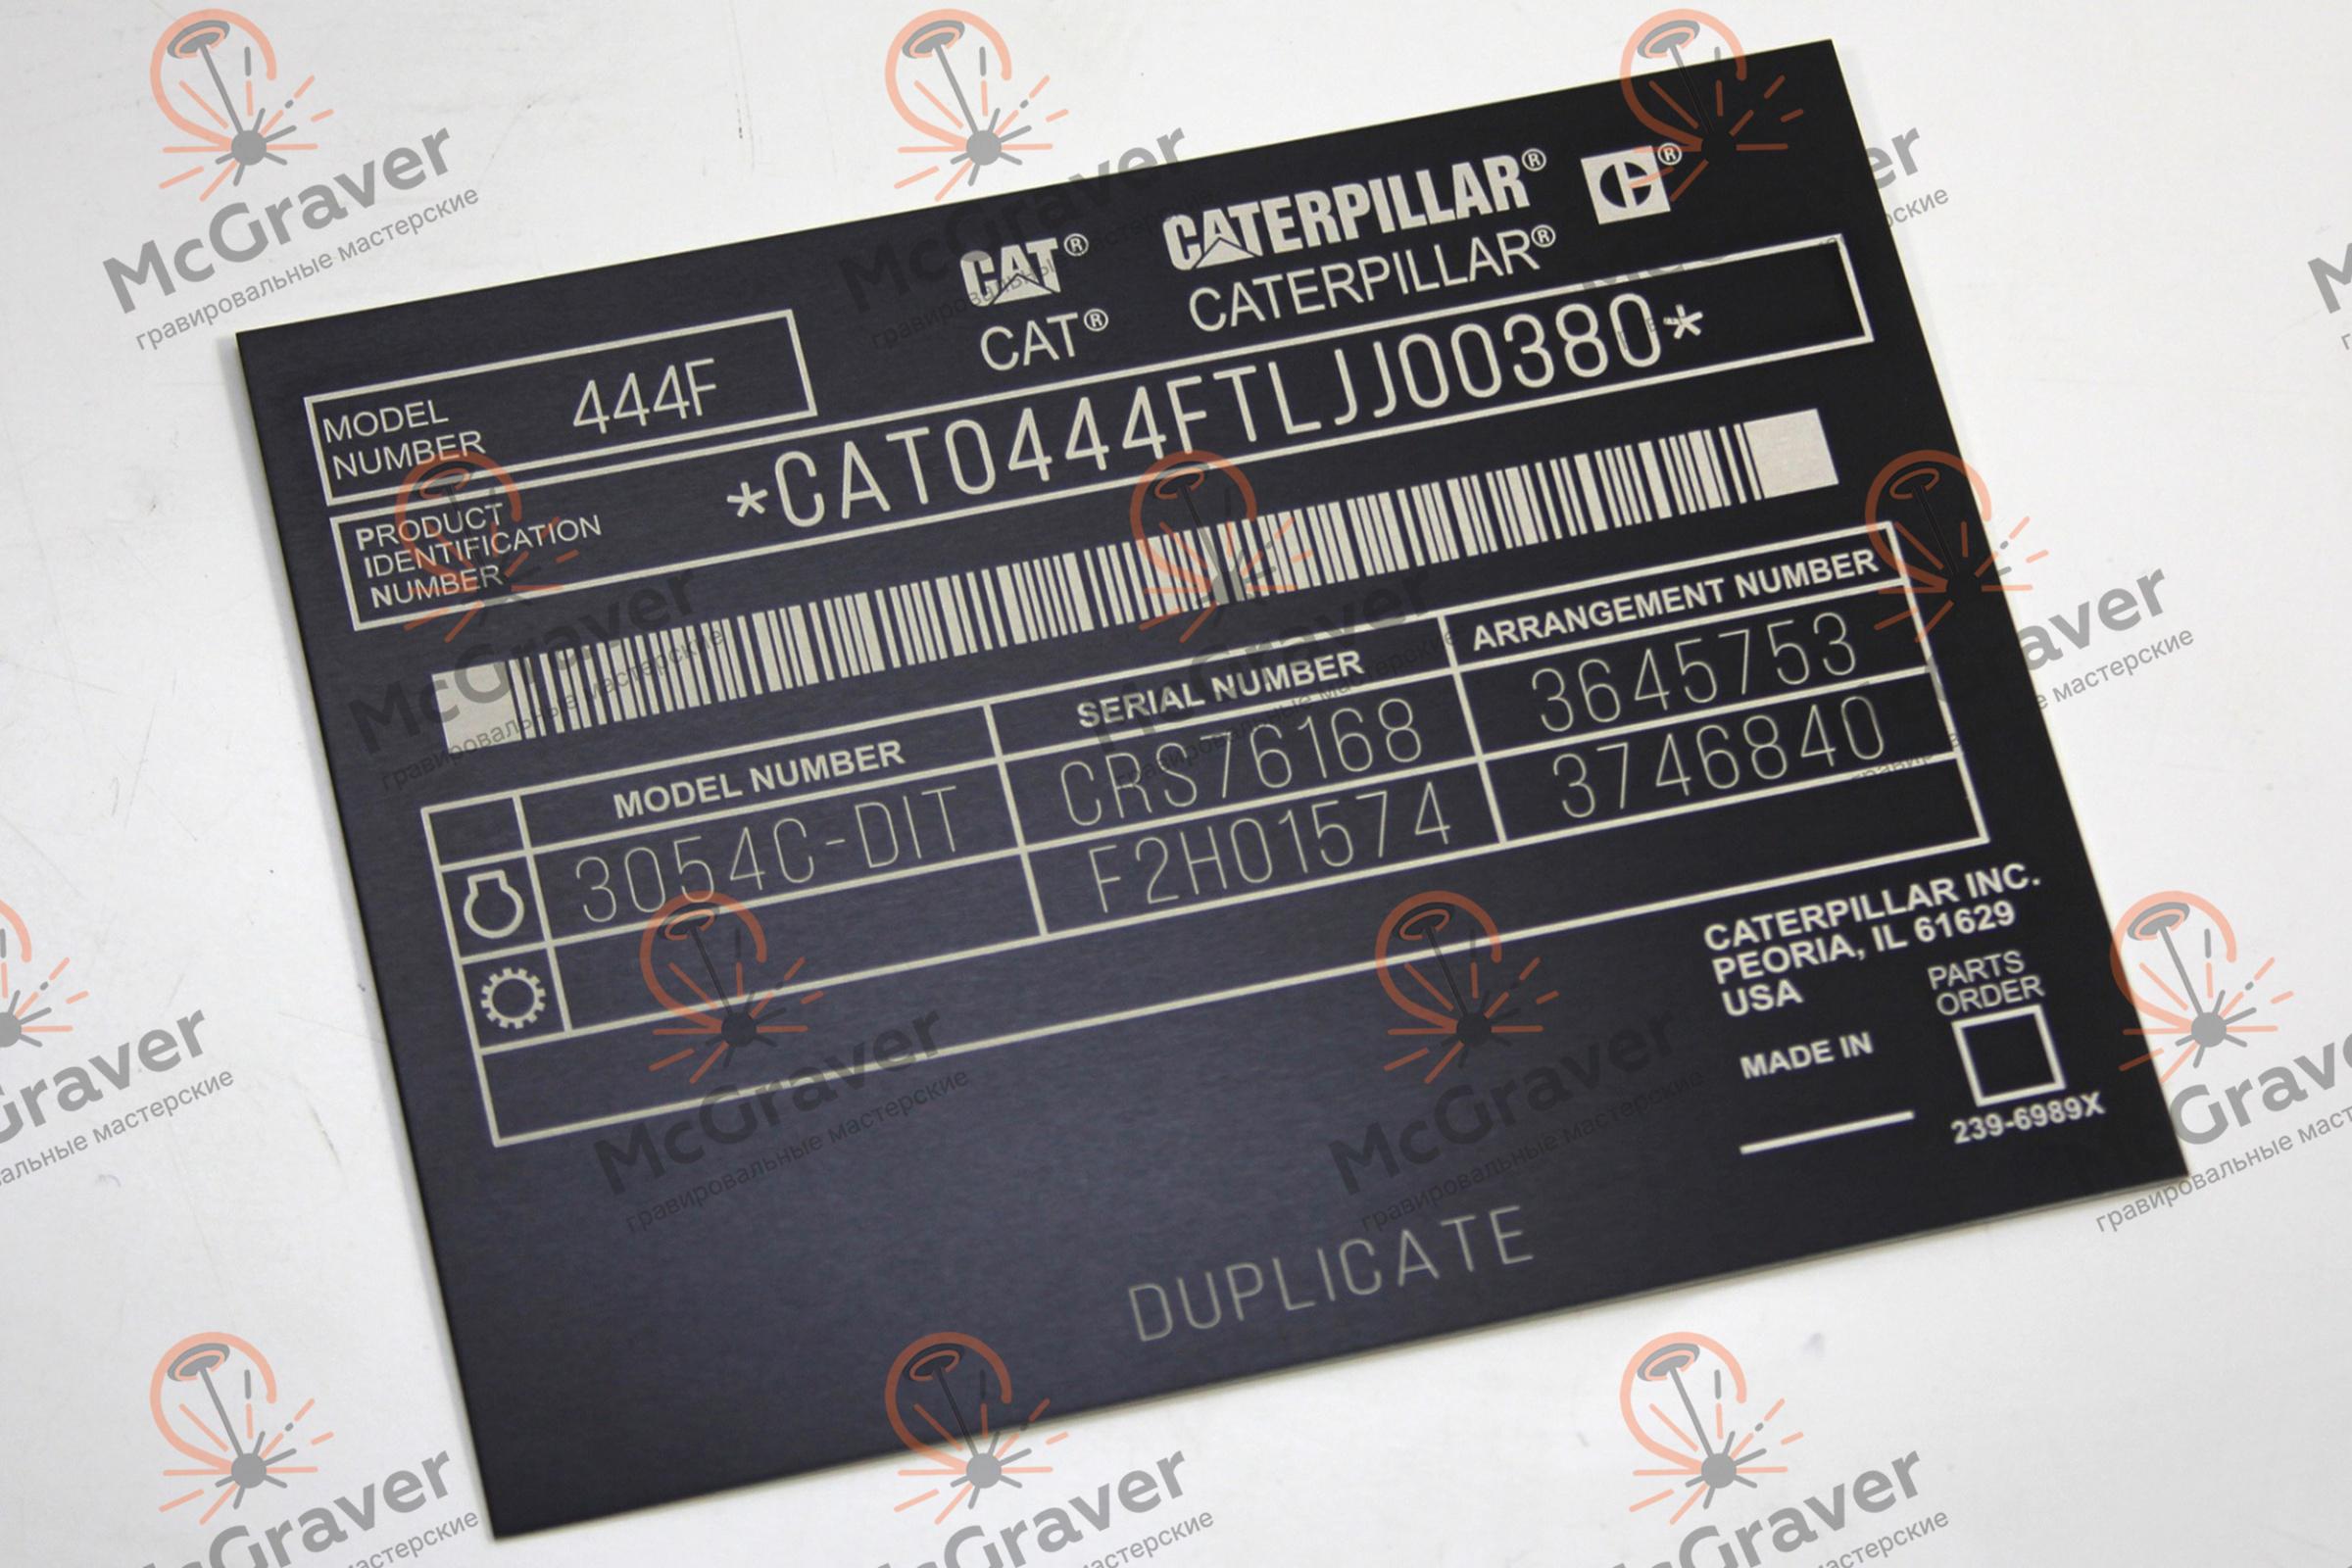 CAT® CATERPILLAR® ®
CAT® CATERPILLAR®
MODEL
NUMBER 444F
PRODUCT
IDENTIFICATION
NUMBER
*CAT0444FTLJJ00380*
MODEL NUMBER SERIAL NUMBER ARRANGEMENT NUMBER
3054C-DIT CRS76168 3645753
F2H01574 3746840
CATERPILLAR INC.
PEORIA, IL 61629
USA
PARTS
ORDER
MADE IN
239-6989X
DUPLICATE
McGraver
гравировальные мастерские